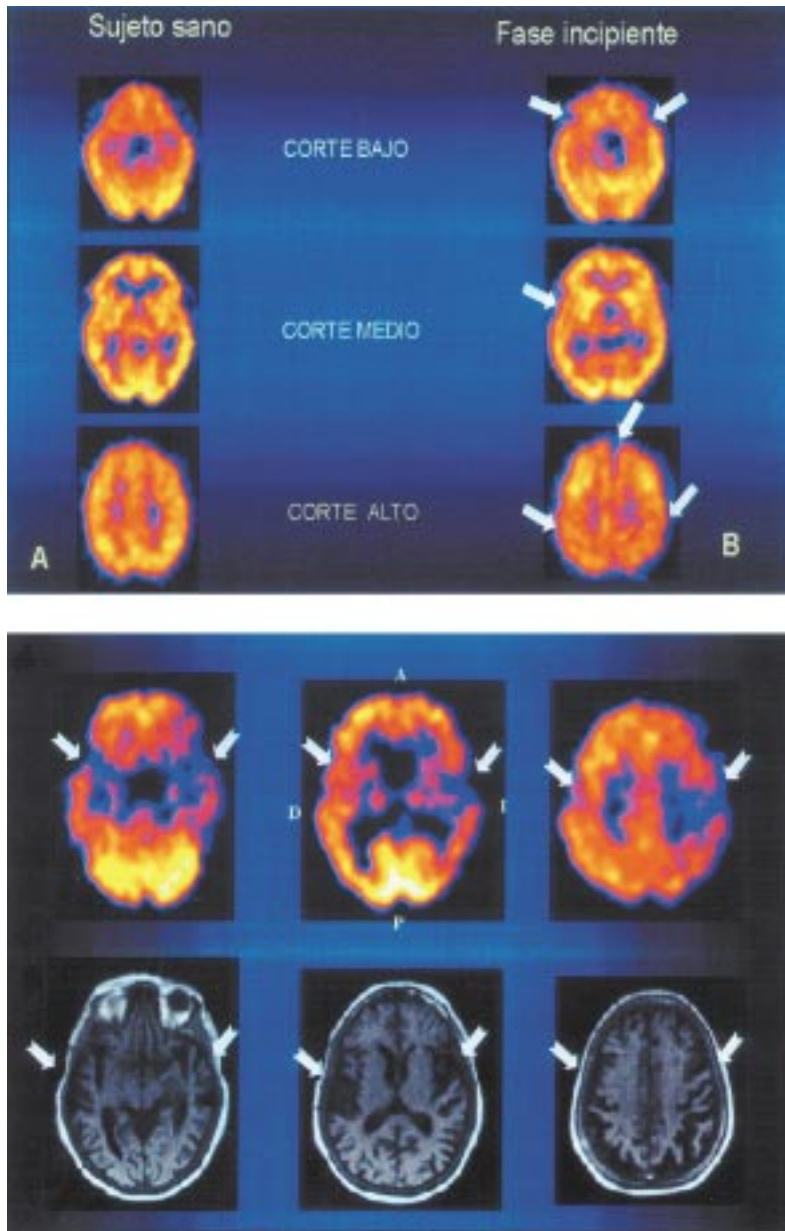 Sujeto sano
Fase incipiente
CORTE BAJO
CORTE MEDIO
CORTE ALTO
A
B
A
D
I
P